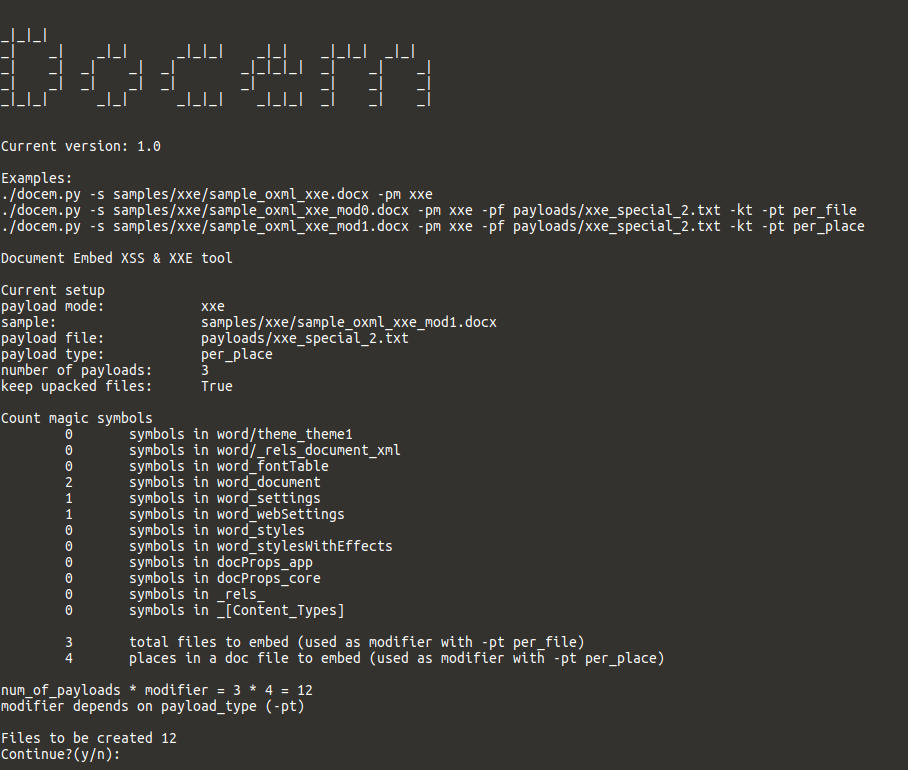 Docem
Current version: 1.0
Examples:
./docem.py -s samples/xxe/sample_oxml_xxe.docx -pm xxe
./docem.py -s samples/xxe/sample_oxml_xxe_mod0.docx -pm xxe -pf payloads/xxe_special_2.txt -kt -pt per_file
./docem.py -s samples/xxe/sample_oxml_xxe_mod1.docx -pm xxe -pf payloads/xxe_special_2.txt -kt -pt per_place
Document Embed XSS & XXE tool
Current setup
payload mode: xxe
sample: samples/xxe/sample_oxml_xxe_mod1.docx
payload file: payloads/xxe_special_2.txt
payload type: per_place
number of payloads: 3
keep upacked files: True
Count magic symbols
0 symbols in word/theme_theme1
0 symbols in word/_rels_document_xml
0 symbols in word_fontTable
2 symbols in word_document
1 symbols in word_settings
1 symbols in word_webSettings
0 symbols in word_styles
0 symbols in word_stylesWithEffects
0 symbols in docProps_app
0 symbols in docProps_core
0 symbols in _rels_
0 symbols in _[Content_Types]
3 total files to embed (used as modifier with -pt per_file)
4 places in a doc file to embed (used as modifier with -pt per_place)
num_of_payloads * modifier = 3 * 4 = 12
modifier depends on payload_type (-pt)
Files to be created 12
Continue?(y/n):